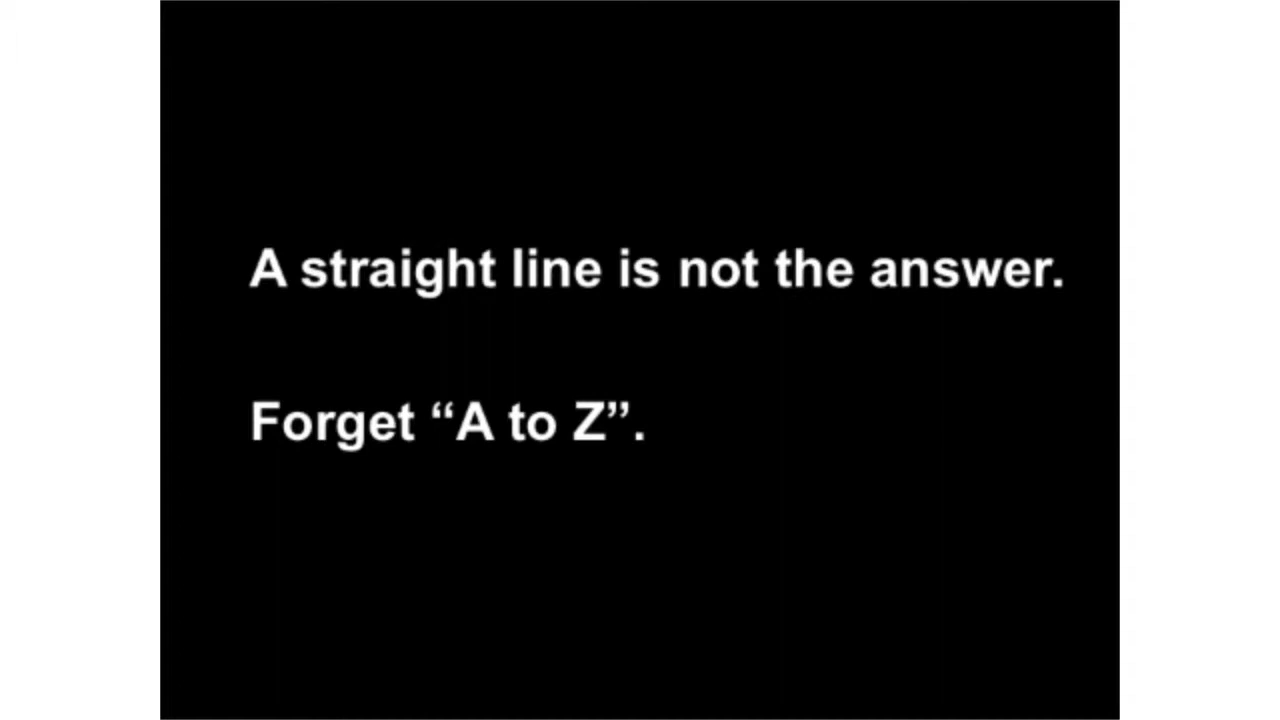 A straight line is not the answer.
Forget “A to Z”.